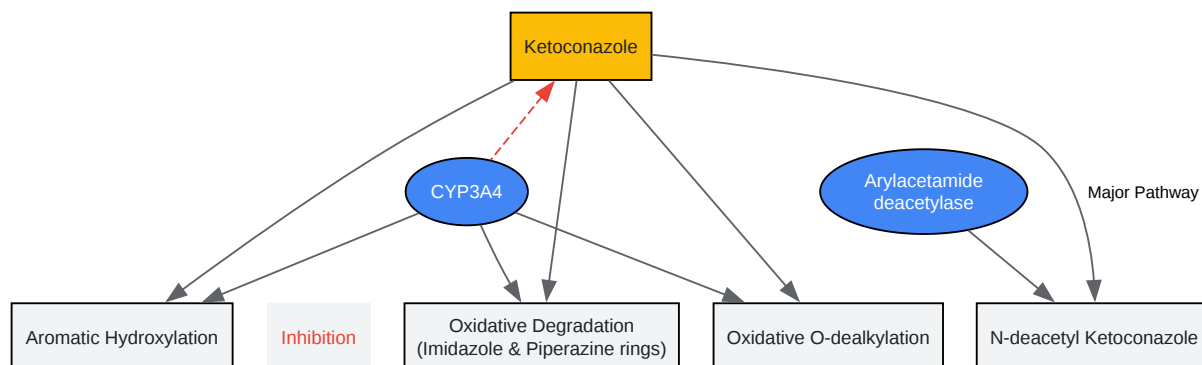 Ketoconazole
CYP3A4
Arylacetamide
deacetylase
Major Pathway
Aromatic Hydroxylation
Inhibition
Oxidative Degradation
(Imidazole & Piperazine rings)
Oxidative O-dealkylation
N-deacetyl Ketoconazole